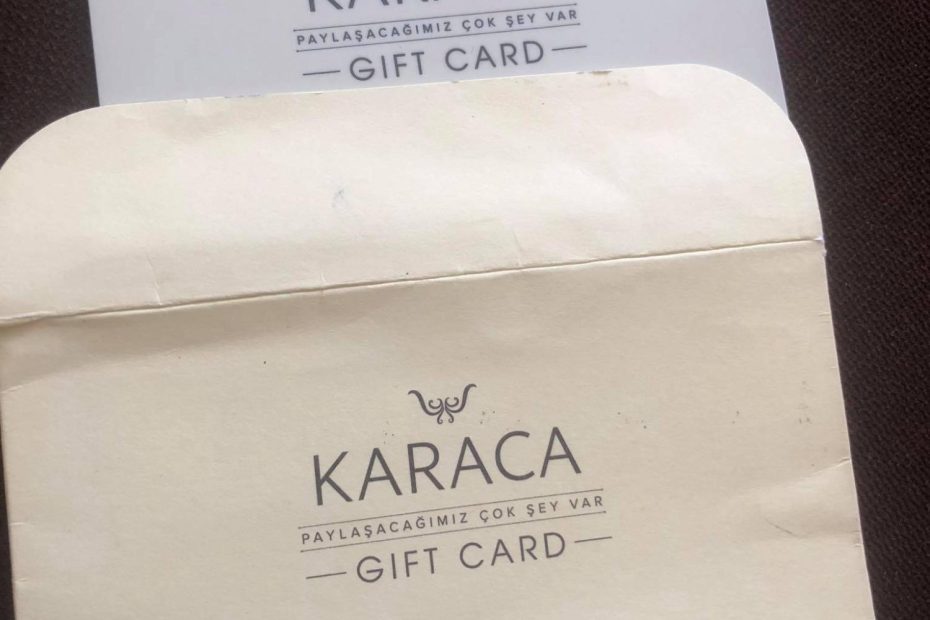 PAYLAŞACAĞIMIZ ÇOK ŞEY VAR
GIFT CARD
KARACA
PAYLAŞACAĞIMIZ ÇOK ŞEY VAR
GIFT CARD